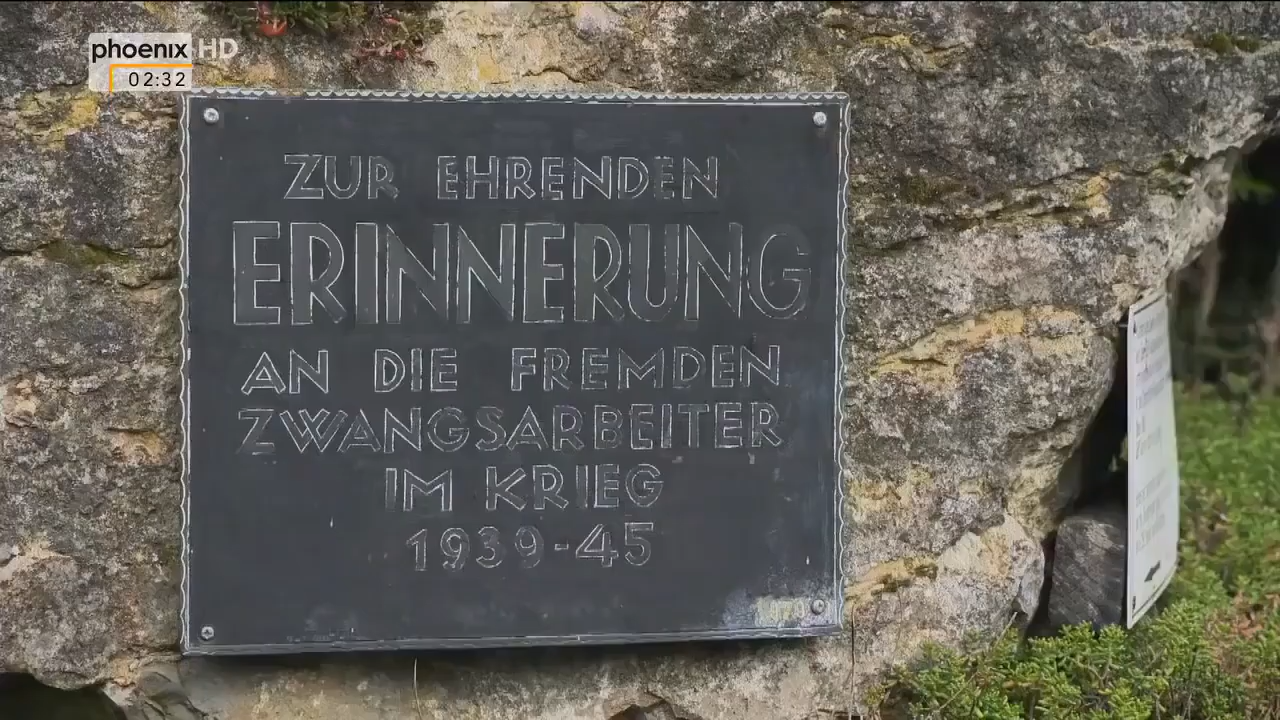 phoenix HD
02:32
ZUR EHRENDEN
ERINNERUNG
AN DIE FREMDEN
ZWANGSARBEITER
IM KRIEG
1939-45